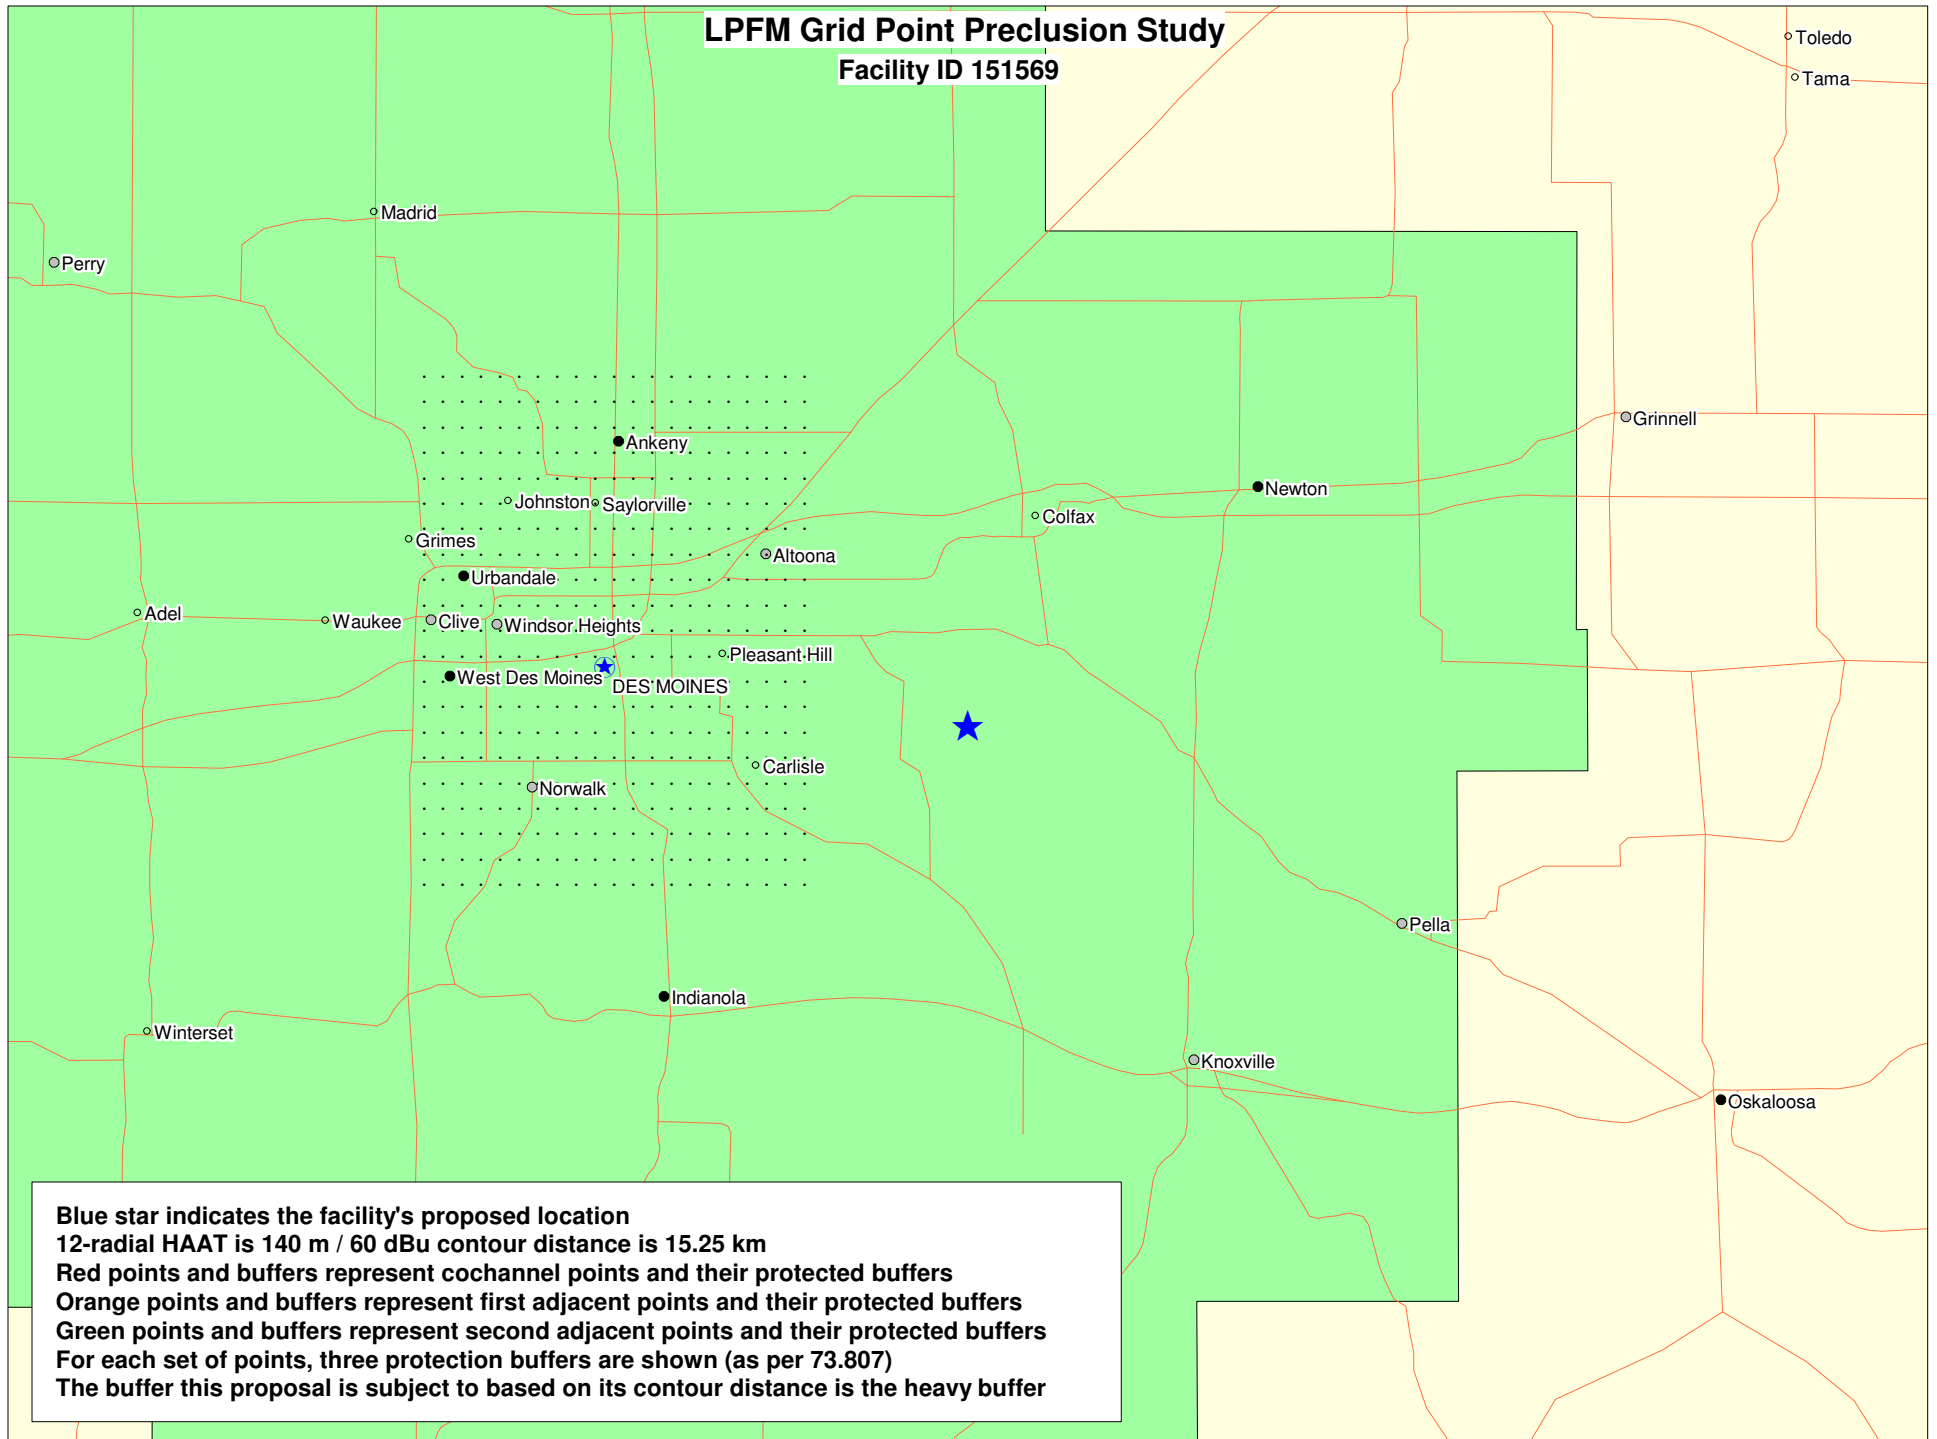 LPFM Grid Point Preclusion Study
Facility ID 151569
Toledo
Tama
Madrid
Perry
Grinnell
Ankeny
Newton
Johnston
Saylorville
Colfax
Grimes
Altoona
Urbandale
Adel
Waukee
Clive
Windsor Heights
Pleasant Hill
West Des Moines
DES MOINES
Carlisle
Norwalk
Pella
Indianola
Winterset
Knoxville
Oskaloosa
Blue star indicates the facility's proposed location
12-radial HAAT is 140 m / 60 dBu contour distance is 15.25 km
Red points and buffers represent cochannel points and their protected buffers
Orange points and buffers represent first adjacent points and their protected buffers
Green points and buffers represent second adjacent points and their protected buffers
For each set of points, three protection buffers are shown (as per 73.807)
The buffer this proposal is subject to based on its contour distance is the heavy buffer